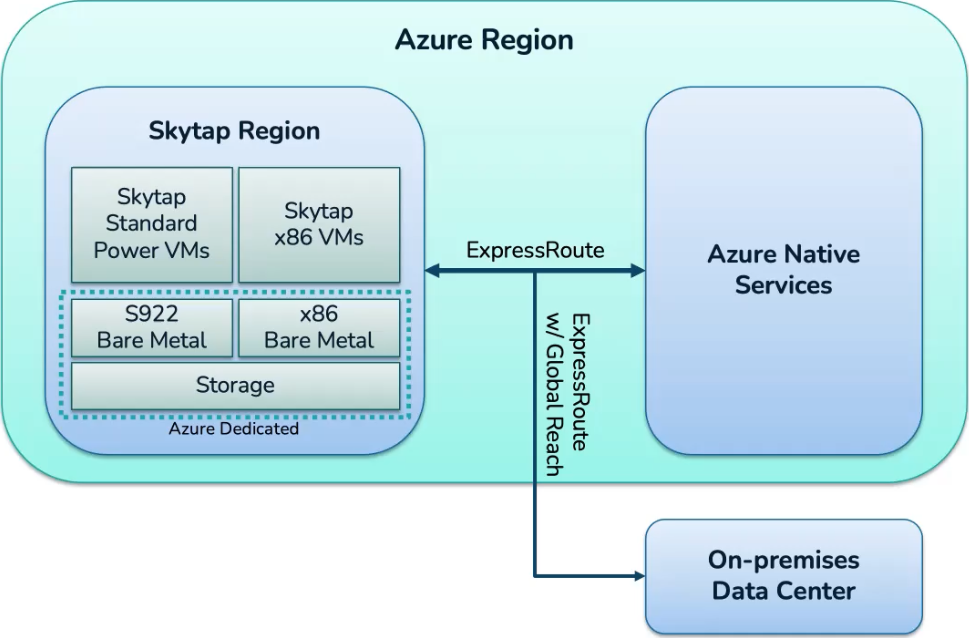 Azure Region
Skytap Region
Skytap
Standard
Power VMs
Skytap
x86 VMs
S922
Bare Metal
x86
Bare Metal
Storage
Azure Dedicated
ExpressRoute
ExpressRoute
w/ Global Reach
Azure Native
Services
On-premises
Data Center